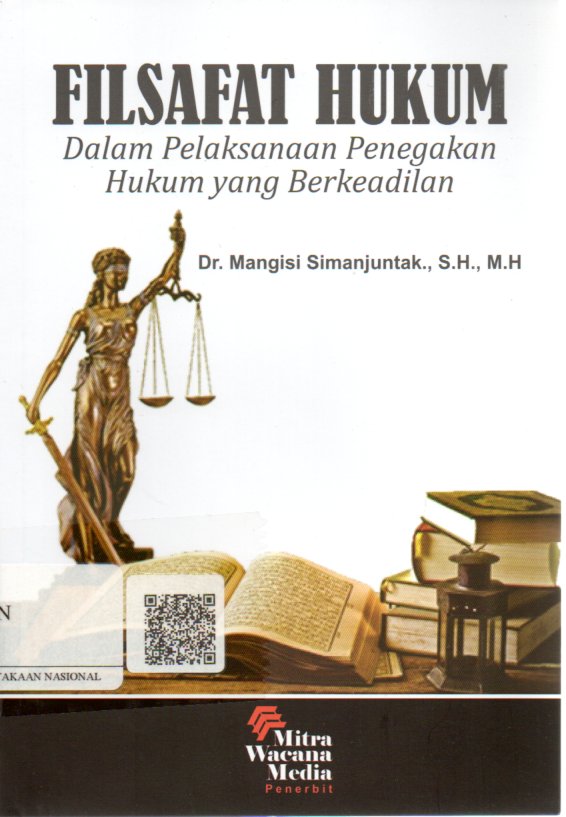 FILSAFAT HUKUM
Dalam Pelaksanaan Penegakan
Hukum yang Berkeadilan
Dr. Mangisi Simanjuntak., S.H., M.H
N
TAKAAN NASIONAL
Mitra
Wacana
Media
Penerbit